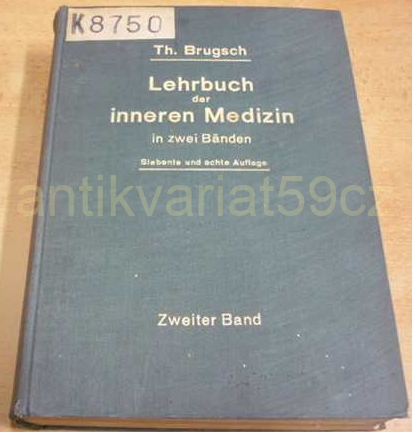 K8750
Th. Brugsch
Lehrbuch
der
inneren Medizin
in zwei Bänden
Siebente und achte Auflage
antikvariat59cz
Zweiter Band